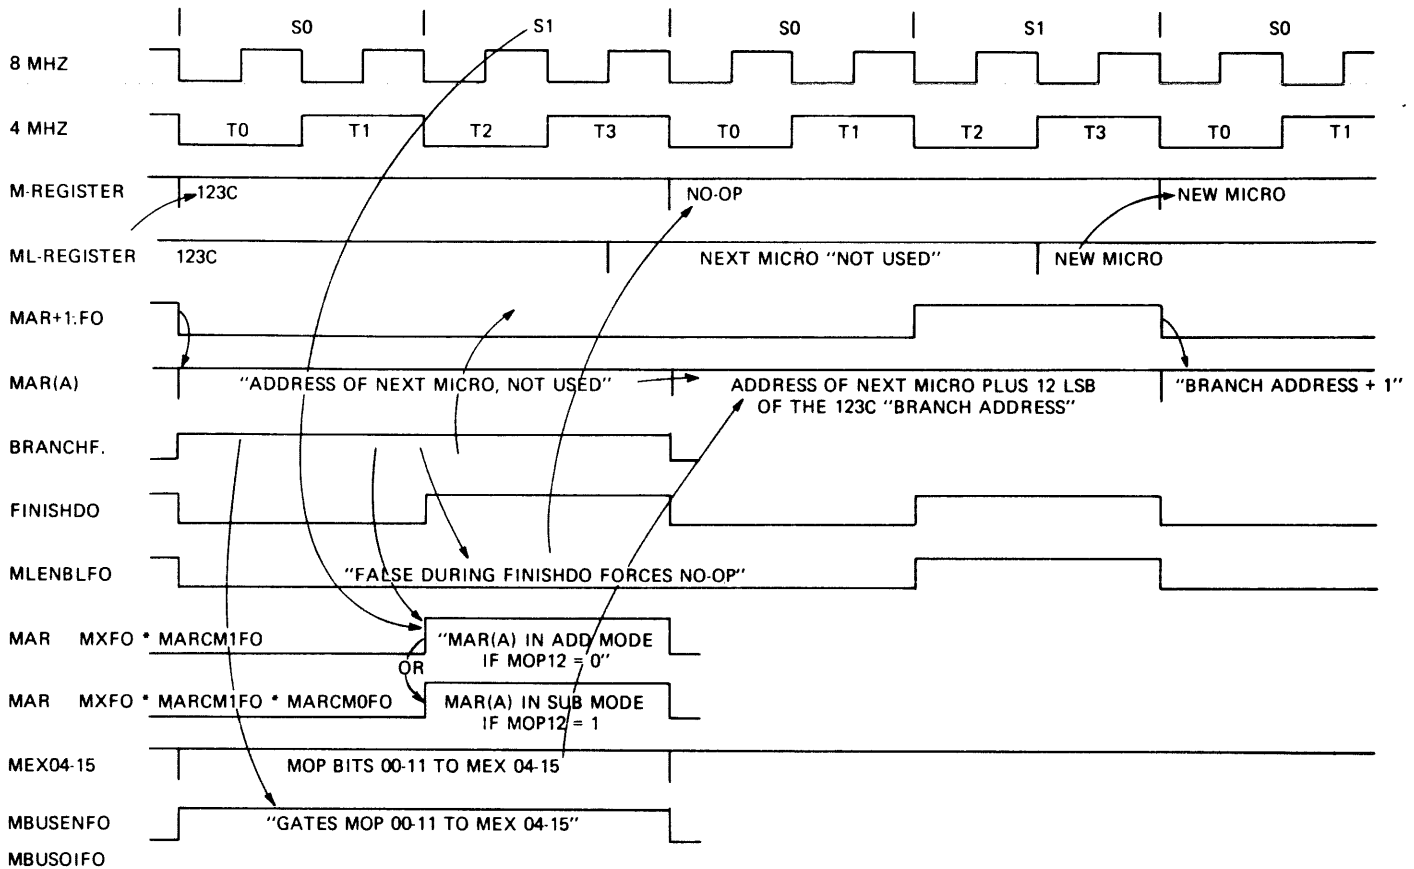 S0 S1 S0 S1 S0
8 MHZ
4 MHZ T0 T1 T2 T3 T0 T1 T2 T3 T0 T1
M-REGISTER 123C NO-OP NEW MICRO
ML-REGISTER 123C NEXT MICRO "NOT USED" NEW MICRO
MAR+1:FO
MAR(A) "ADDRESS OF NEXT MICRO, NOT USED" ADDRESS OF NEXT MICRO PLUS 12 LSB "BRANCH ADDRESS + 1"
OF THE 123C "BRANCH ADDRESS"
BRANCHF.
FINISHDO
MLENBLFO "FALSE DURING FINISHDO FORCES NO-OP"
MAR MXFO * MARCM1FO "MAR(A) IN ADD MODE
IF MOP12 = 0"
OR
MAR MXFO * MARCM1FO * MARCM0FO MAR(A) IN SUB MODE
IF MOP12 = 1
MEX04-15 MOP BITS 00-11 TO MEX 04-15
MBUSENFO "GATES MOP 00-11 TO MEX 04-15"
MBUSOIFO